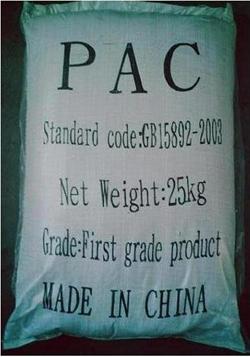 PAC
Standard code:GB15892-2003
Net Weight:25kg
Grade:First grade product
MADE IN CHINA